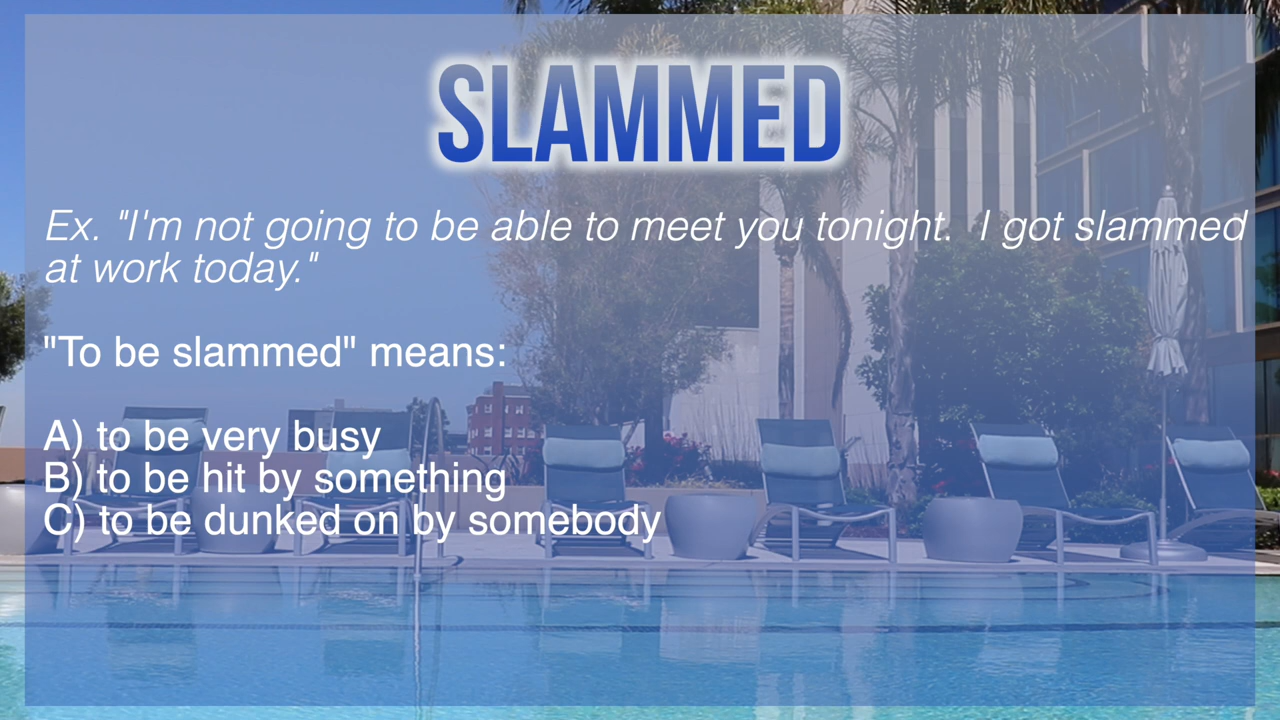 SLAMMED
Ex. "I'm not going to be able to meet you tonight.  I got slammed
at work today."
"To be slammed" means:
A) to be very busy
B) to be hit by something
C) to be dunked on by somebody